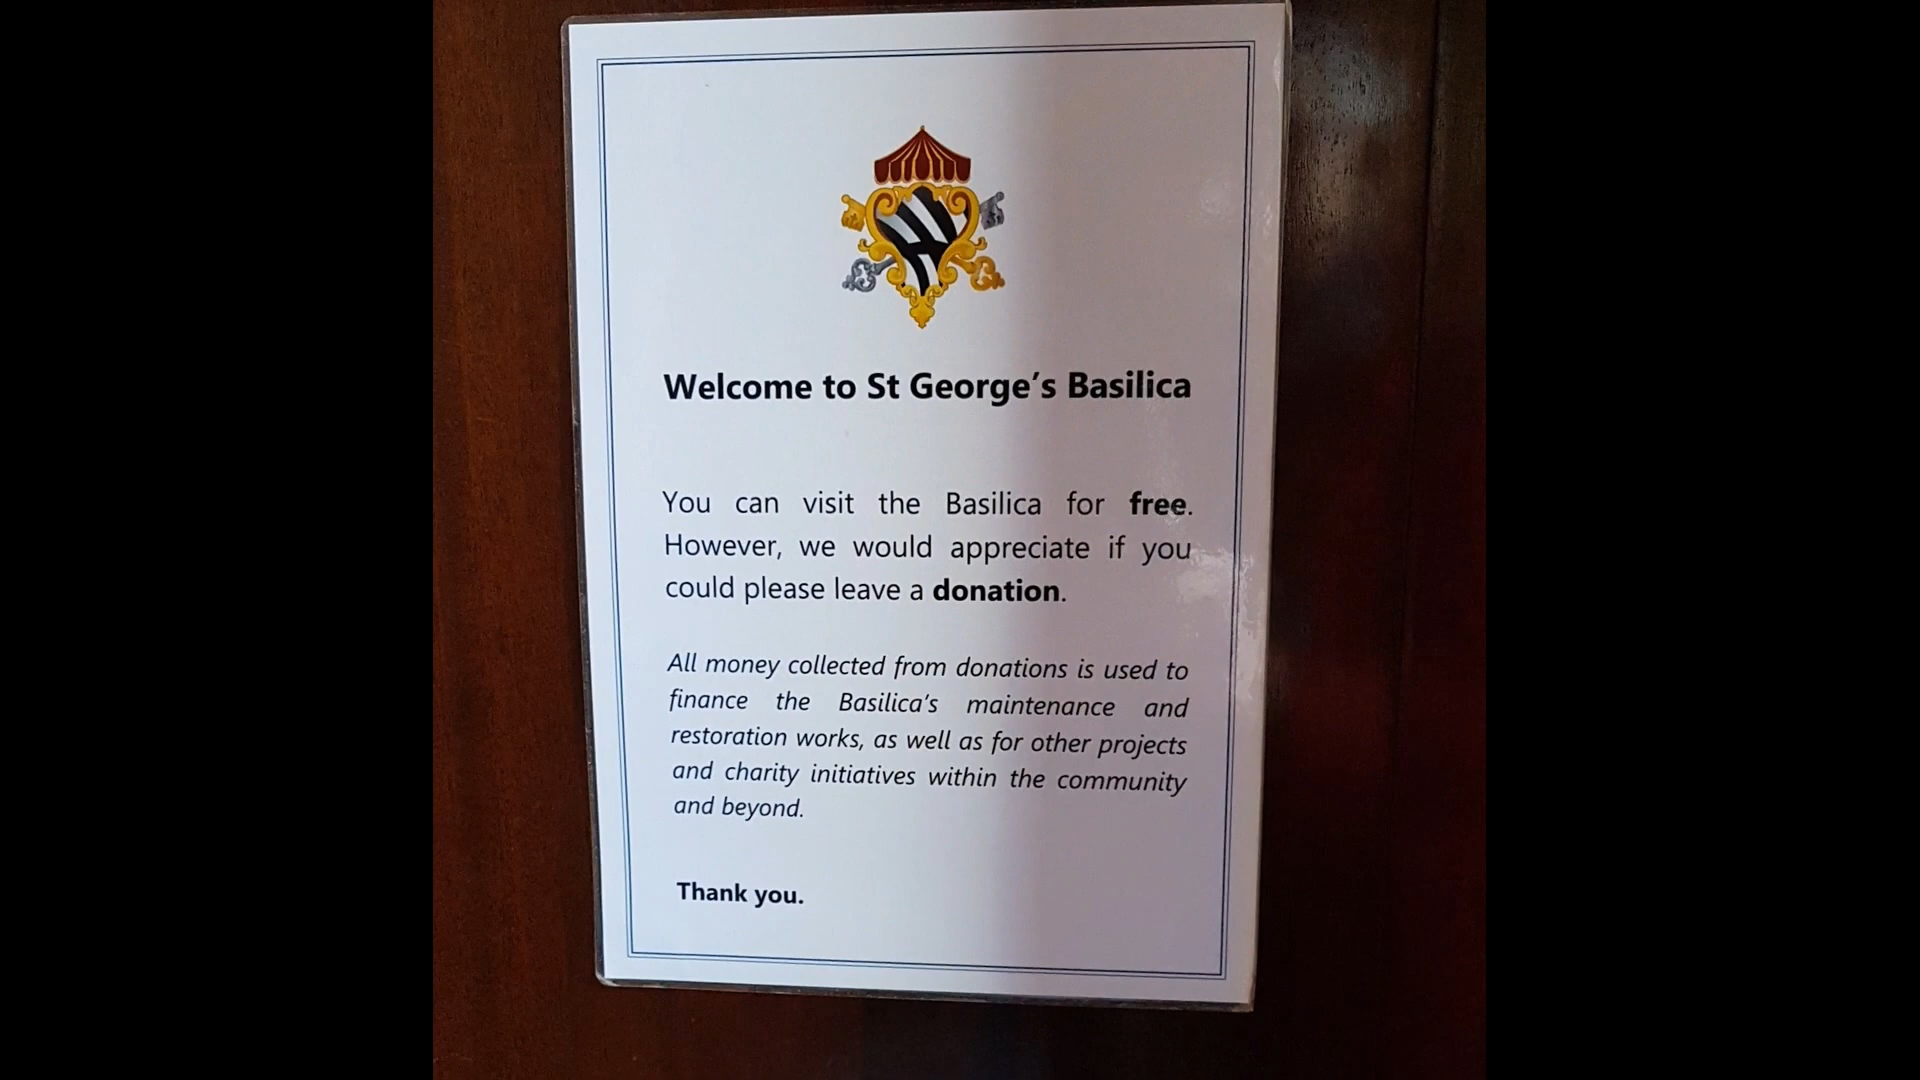 Welcome to St George’s Basilica
You can visit the Basilica for free.
However, we would appreciate if you
could please leave a donation.
All money collected from donations is used to
finance the Basilica’s maintenance and
restoration works, as well as for other projects
and charity initiatives within the community
and beyond.
Thank you.